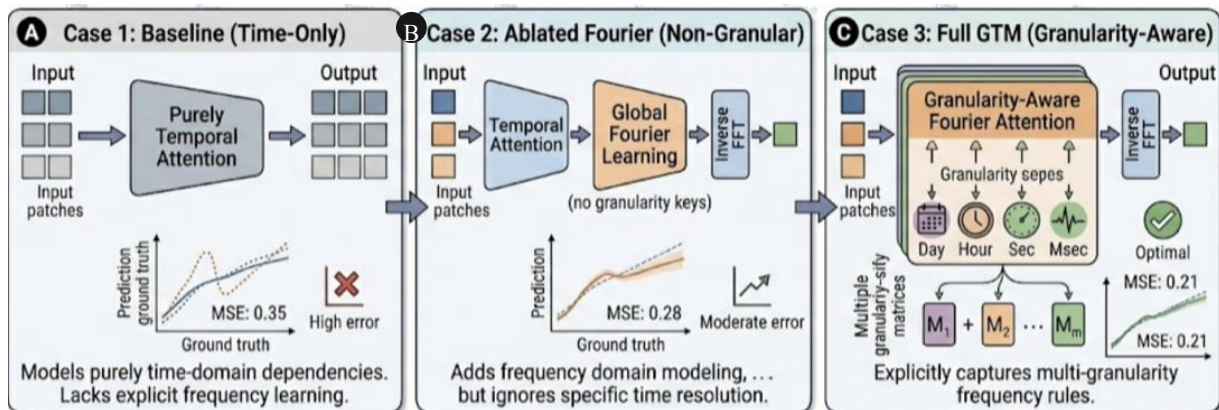 A Case 1: Baseline (Time-Only)
Input
Output
Purely
Temporal
Attention
Input
patches
Prediction
ground truth
MSE: 0.35
Ground truth
High error
Models purely time-domain dependencies.
Lacks explicit frequency learning.
B Case 2: Ablated Fourier (Non-Granular)
Input
Temporal
Attention
Global
Fourier
Learning
Inverse
FFT
Input
patches
(no granularity keys)
Prediction
MSE: 0.28
Ground truth
Moderate error
Adds frequency domain modeling, ...
but ignores specific time resolution.
C Case 3: Full GTM (Granularity-Aware)
Input
Output
Granularity-Aware
Fourier Attention
Inverse
FFT
Granularity sepes
Input
patches
Day
Hour
Sec
Msec
Optimal
Multiple
granularity-sify
matrices
M1 + M2 ... Mm
MSE: 0.21
MSE: 0.21
Explicitly captures multi-granularity
frequency rules.